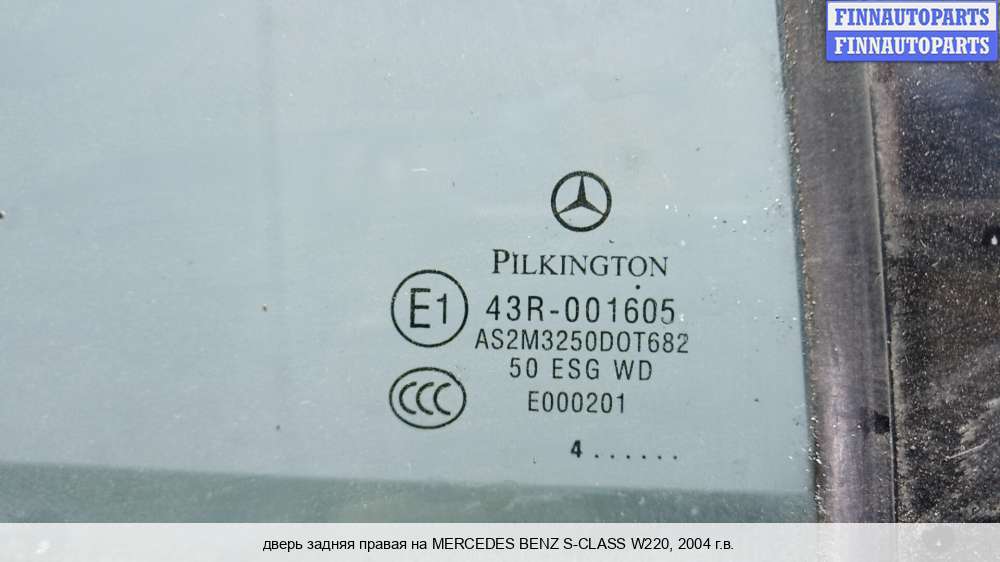 FINNAUTOPARTS
FINNAUTOPARTS
PILKINGTON
E1
43R-001605
AS2M3250DOT682
50 ESG WD
CCC
E000201
4 . . . . . .
дверь задняя правая на MERCEDES BENZ S-CLASS W220, 2004 г.в.